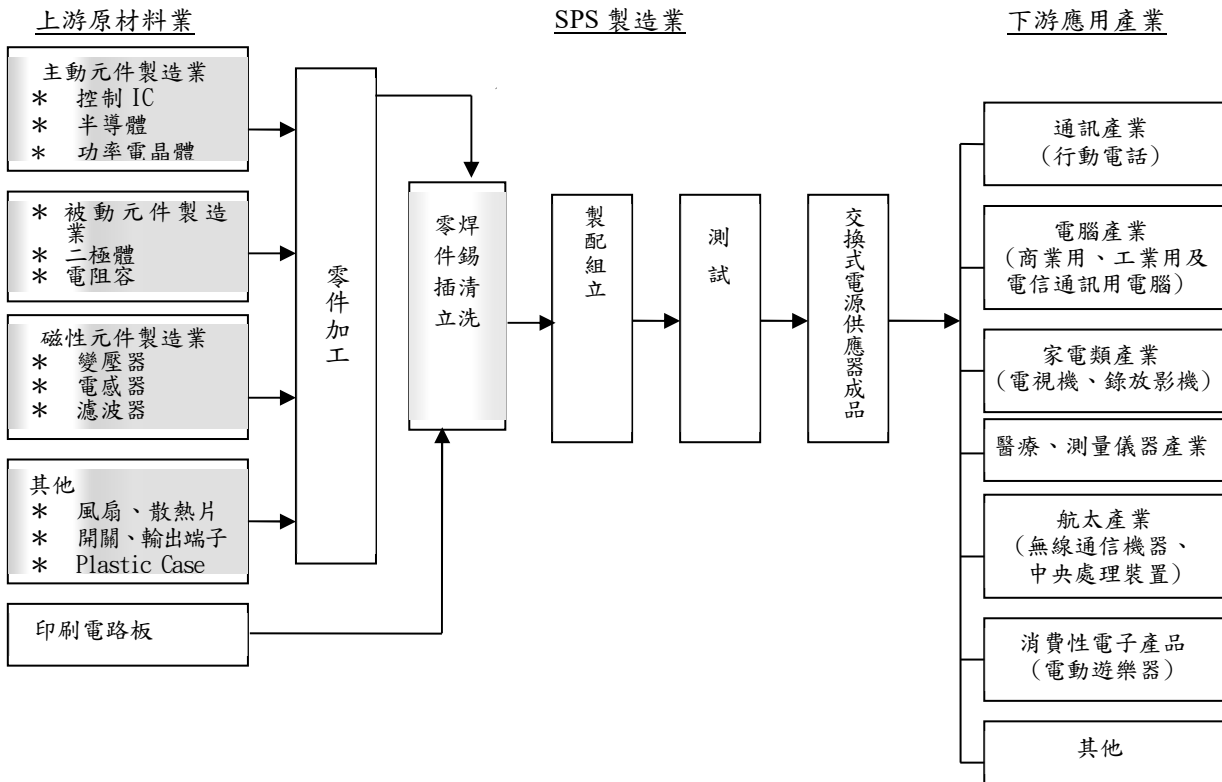 上游原材料業
SPS 製造業
下游應用產業
主動元件製造業
＊ 控制 IC
＊ 半導體
＊ 功率電晶體
＊ 被動元件製造
業
＊二極體
＊電阻容
磁性元件製造業
＊ 變壓器
＊ 電感器
＊ 濾波器
其他
＊ 風扇、散熱片
＊ 開關、輸出端子
＊ Plastic Case
印刷電路板
零件加工
零件插立
焊錫清洗
製配組立
測試
交換式電源供應器成品
通訊產業
（行動電話）
電腦產業
（商業用、工業用及
電信通訊用電腦）
家電類產業
（電視機、錄放影機）
醫療、測量儀器產業
航太產業
（無線通信機器、
中央處理裝置）
消費性電子產品
（電動遊樂器）
其他